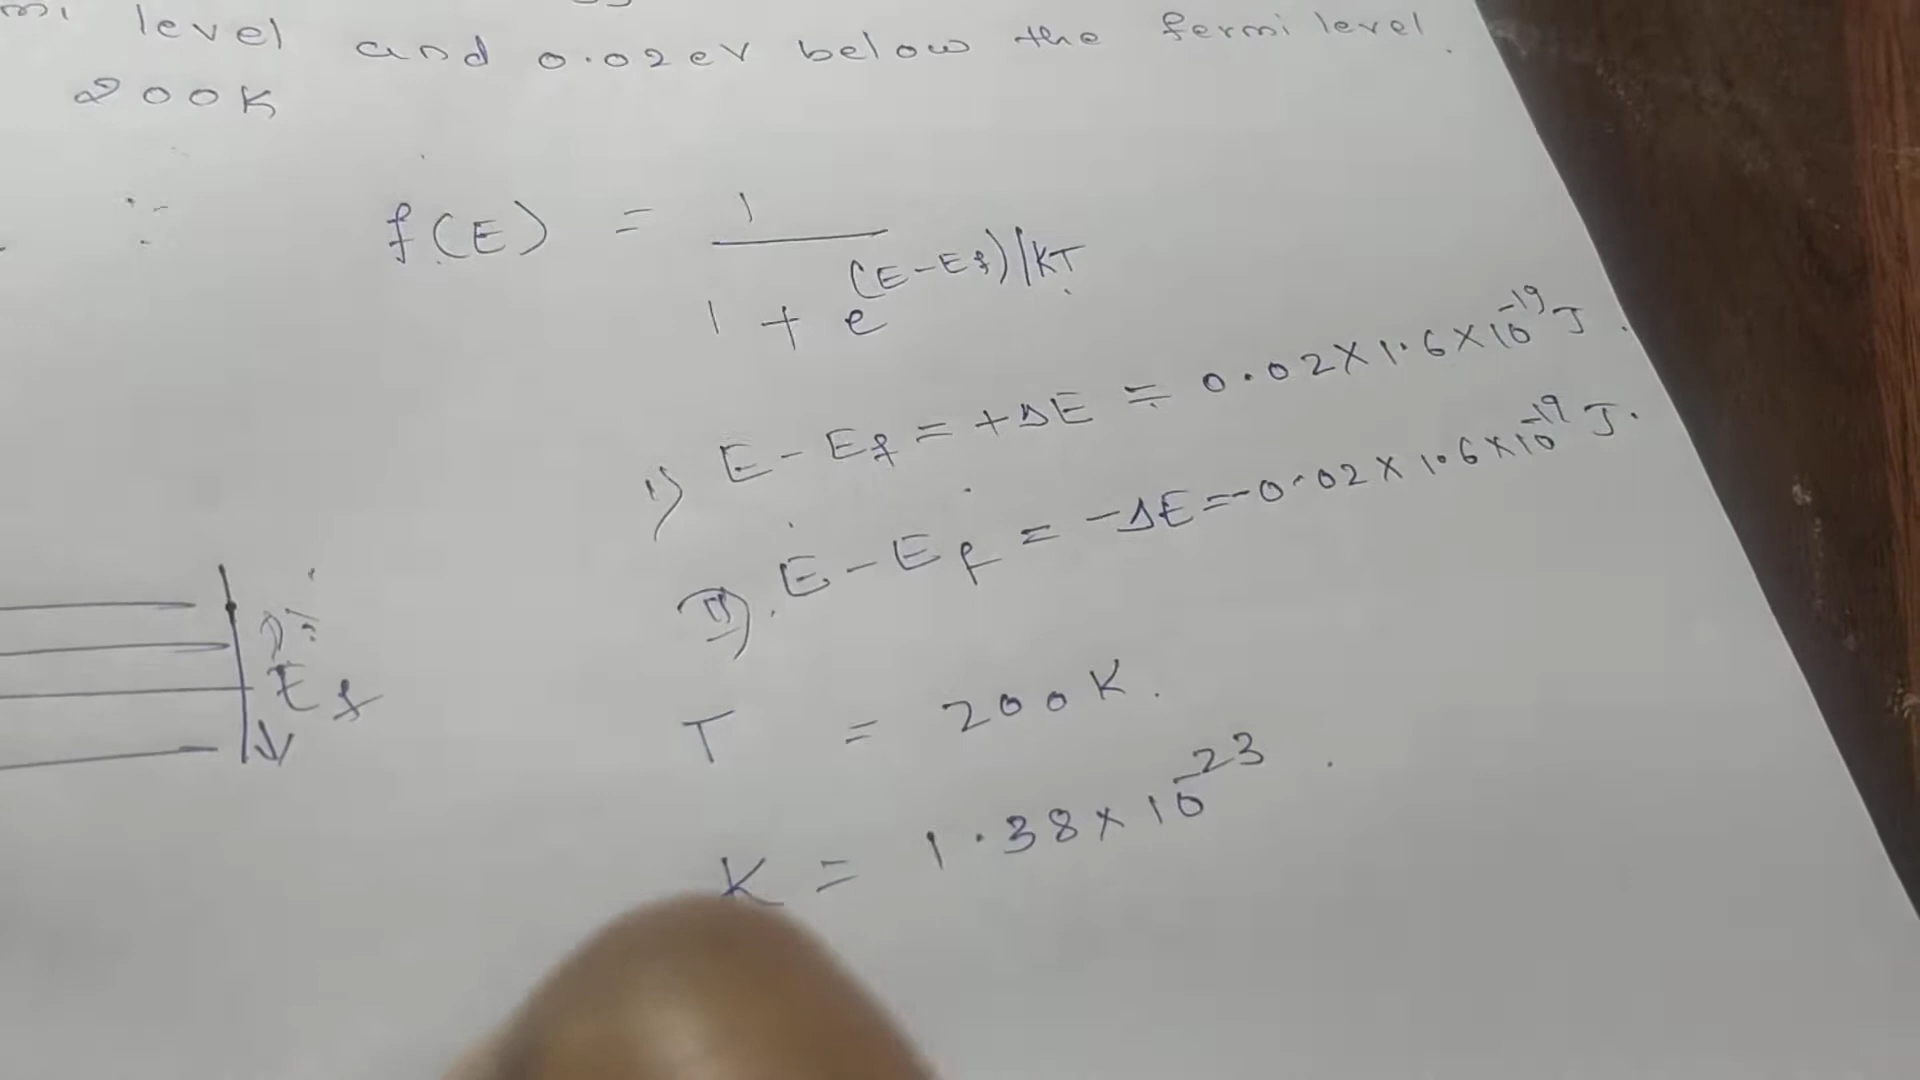 level and 0.02eV below the fermi level.
200K
f(E) = 1 / 1 + e^(E-Ef)/KT
i) E - Ef = +ΔE = 0.02 × 1.6 × 10^-19 J.
ii). E - Ef = -ΔE = -0.02 × 1.6 × 10^-19 J.
Ef
T = 200K.
K = 1.38 × 10^-23.